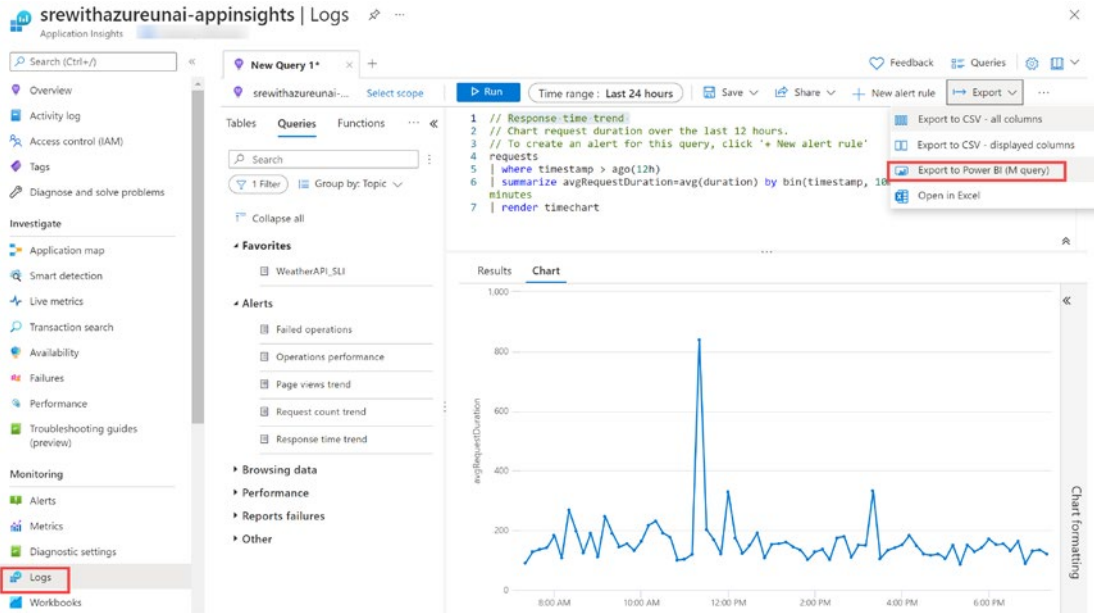 srewithazureunai-appinsights | Logs
Application Insights
Search (Ctrl+/)
Overview
Activity log
Access control (IAM)
Tags
Diagnose and solve problems
Investigate
Application map
Smart detection
Live metrics
Transaction search
Availability
Failures
Performance
Troubleshooting guides
(preview)
Monitoring
Alerts
Metrics
Diagnostic settings
Logs
Workbooks
New Query 1*
Feedback
Queries
srewithazureunai-...
Select scope
Run
Time range : Last 24 hours
Save
Share
New alert rule
Export
Export to CSV - all columns
Export to CSV - displayed columns
Export to Power BI (M query)
Open in Excel
Tables Queries Functions
Search
1 Filter
Group by: Topic
Collapse all
Favorites
WeatherAPI_SLI
Alerts
Failed operations
Operations performance
Page views trend
Request count trend
Response time trend
Browsing data
Performance
Reports failures
Other
1 // Response time trend
2 // Chart request duration over the last 12 hours.
3 // To create an alert for this query, click '+ New alert rule'
4 requests
5 | where timestamp > ago(12h)
6 | summarize avgRequestDuration=avg(duration) by bin(timestamp,
minutes
7 | render timechart
Results Chart
1,000
800
600
400
200
0
avgRequestDuration
8:00 AM 10:00 AM 12:00 PM 2:00 PM 4:00 PM 6:00 PM
Chart formatting